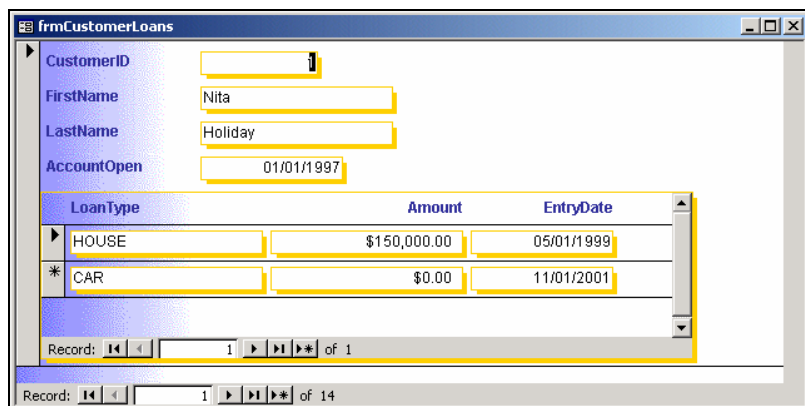 frmCustomerLoans
CustomerID 1
FirstName Nita
LastName Holiday
AccountOpen 01/01/1997
LoanType Amount EntryDate
HOUSE $150,000.00 05/01/1999
CAR $0.00 11/01/2001
Record: 1 of 1
Record: 1 of 14